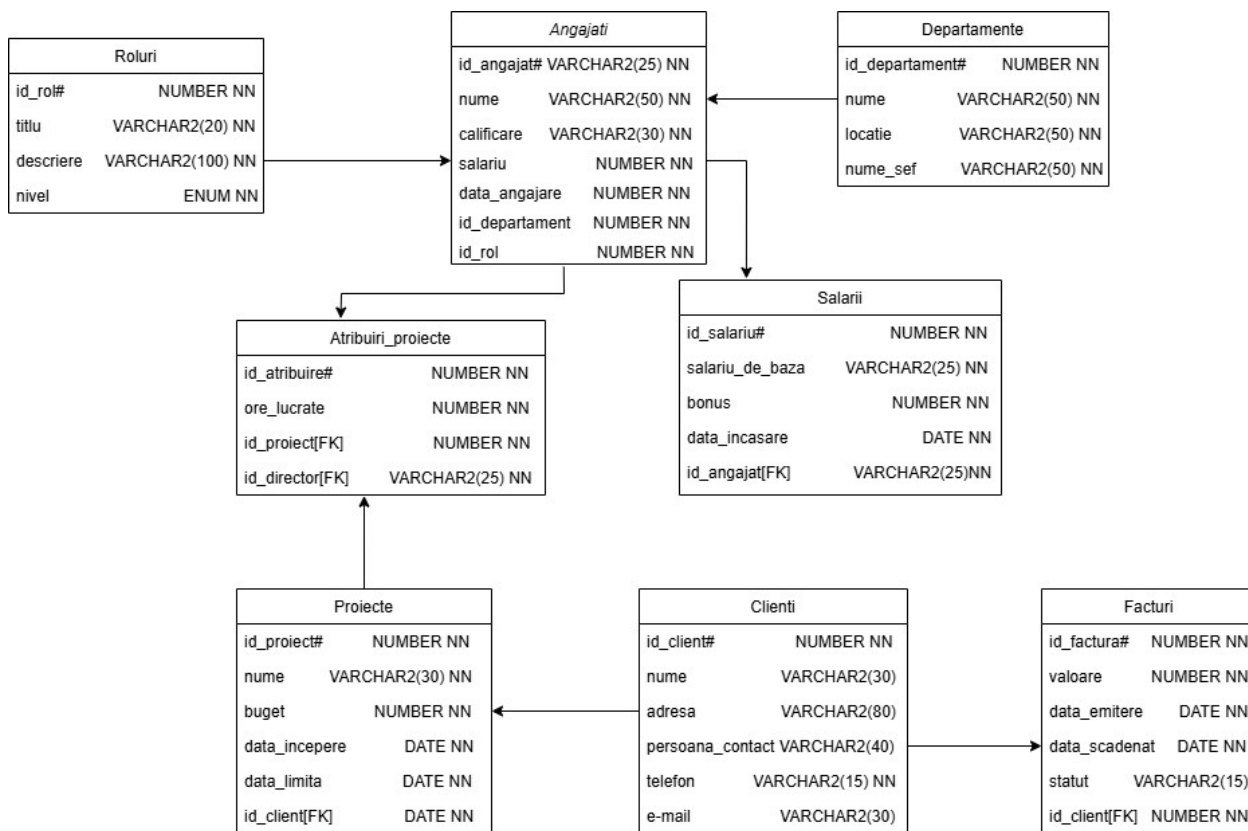 Roluri
id_rol# NUMBER NN
titlu VARCHAR2(20) NN
descriere VARCHAR2(100) NN
nivel ENUM NN
Angajati
id_angajat# VARCHAR2(25) NN
nume VARCHAR2(50) NN
calificare VARCHAR2(30) NN
salariu NUMBER NN
data_angajare NUMBER NN
id_departament NUMBER NN
id_rol NUMBER NN
Departamente
id_departament# NUMBER NN
nume VARCHAR2(50) NN
locatie VARCHAR2(50) NN
nume_sef VARCHAR2(50) NN
Atribuiri_proiecte
id_atribuire# NUMBER NN
ore_lucrate NUMBER NN
id_proiect[FK] NUMBER NN
id_director[FK] VARCHAR2(25) NN
Salarii
id_salariu# NUMBER NN
salariu_de_baza VARCHAR2(25) NN
bonus NUMBER NN
data_incasare DATE NN
id_angajat[FK] VARCHAR2(25)NN
Proiecte
id_proiect# NUMBER NN
nume VARCHAR2(30) NN
buget NUMBER NN
data_incepere DATE NN
data_limita DATE NN
id_client[FK] DATE NN
Clienti
id_client# NUMBER NN
nume VARCHAR2(30)
adresa VARCHAR2(80)
persoana_contact VARCHAR2(40)
telefon VARCHAR2(15) NN
e-mail VARCHAR2(30)
Facturi
id_factura# NUMBER NN
valoare NUMBER NN
data_emitere DATE NN
data_scadenat DATE NN
statut VARCHAR2(15)
id_client[FK] NUMBER NN